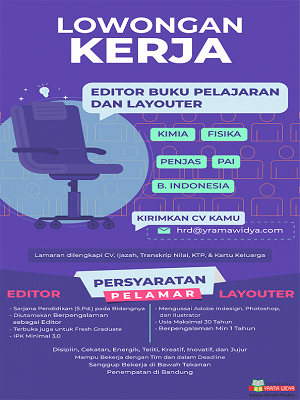 LOWONGAN
KERJA
EDITOR BUKU PELAJARAN
DAN LAYOUTER
KIMIA FISIKA
PENJAS PAI
B. INDONESIA
KIRIMKAN CV KAMU
hrd@yramawidya.com
Lamaran dilengkapi CV, Ijazah, Transkrip Nilai, KTP, & Kartu Keluarga
PERSYARATAN
PELAMAR
EDITOR
- Sarjana Pendidikan (S.Pd.) pada Bidangnya
- Diutamakan Berpengalaman
sebagai Editor
- Terbuka juga untuk Fresh Graduate
- IPK Minimal 3.0
LAYOUTER
- Menguasai Adobe Indesign, Photoshop,
dan Ilustrator
- Usia Maksimal 30 Tahun
- Berpengalaman Min 1 Tahun
Disiplin, Cekatan, Energik, Teliti, Kreatif, Inovatif, dan Jujur
Mampu Bekerja dengan Tim dan dalam Deadline
Sanggup Bekerja di Bawah Tekanan
Penempatan di Bandung
YRAMA WIDYA